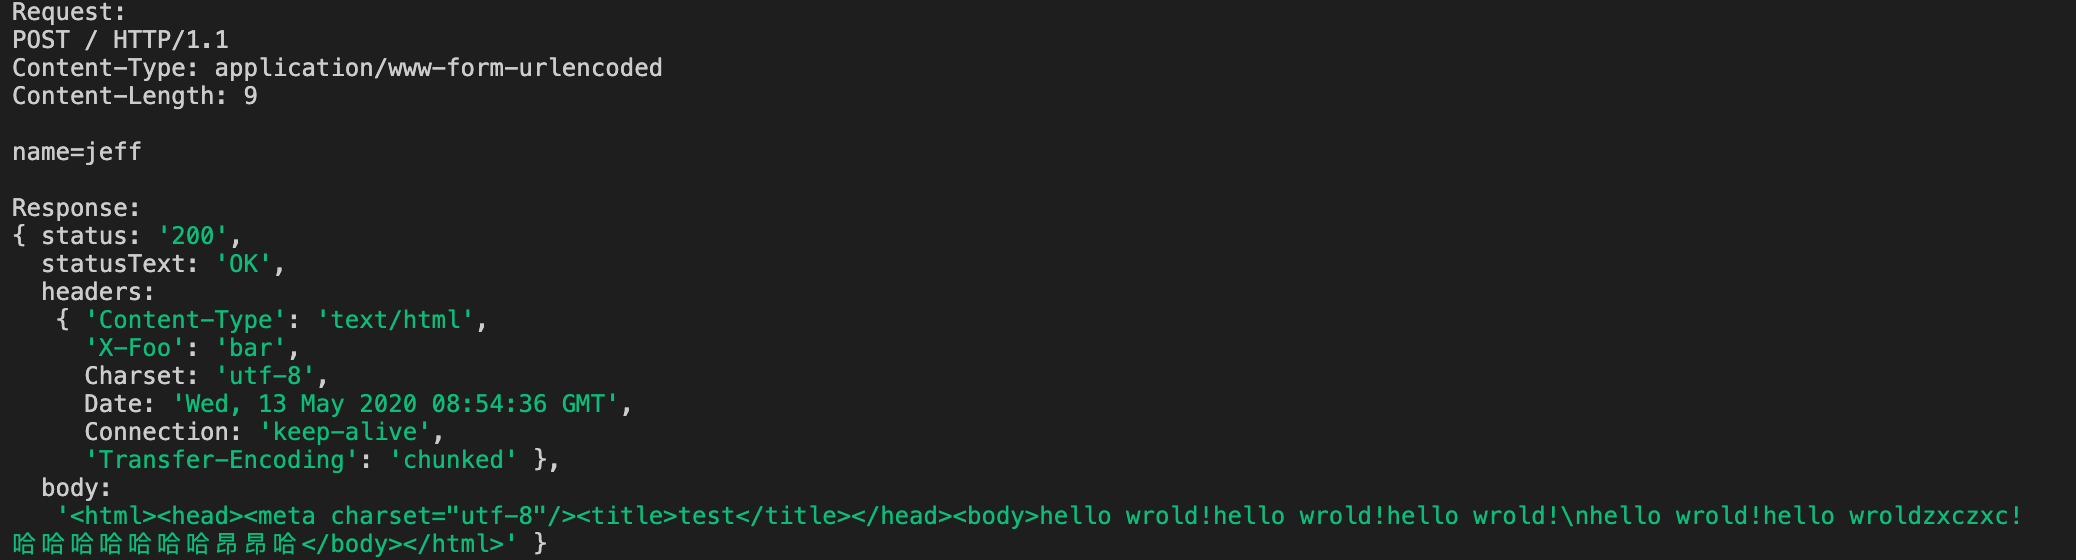 Request:
POST / HTTP/1.1
Content-Type: application/www-form-urlencoded
Content-Length: 9
name=jeff
Response:
{ status: '200',
statusText: 'OK',
headers:
{ 'Content-Type': 'text/html',
'X-Foo': 'bar',
Charset: 'utf-8',
Date: 'Wed, 13 May 2020 08:54:36 GMT',
Connection: 'keep-alive',
'Transfer-Encoding': 'chunked' },
body:
'<html><head><meta charset="utf-8"/><title>test</title></head><body>hello wrold!hello wrold!hello wrold!\nhello wrold!hello wroldzxczxc!
哈哈哈哈哈哈哈昂昂哈</body></html>' }